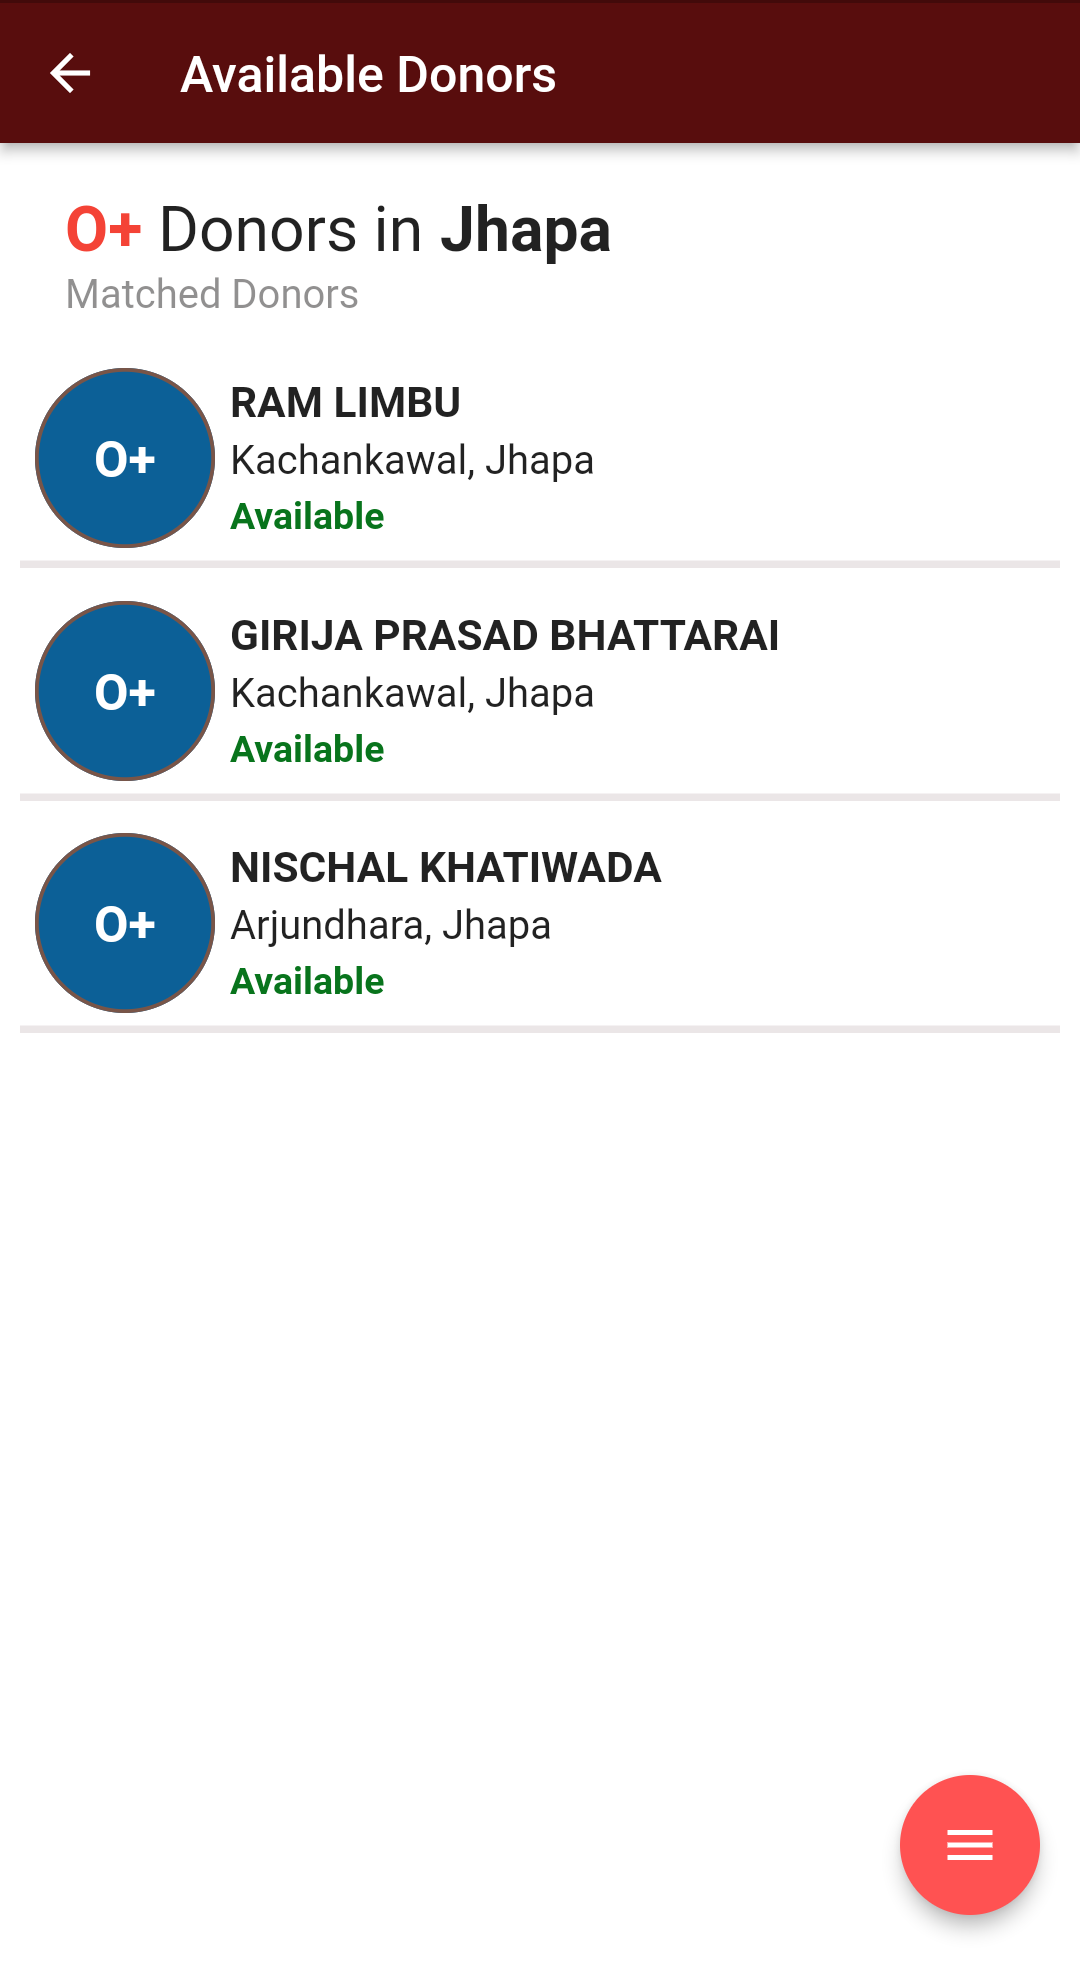 Available Donors
O+ Donors in Jhapa
Matched Donors
O+
RAM LIMBU
Kachankawal, Jhapa
Available
O+
GIRIJA PRASAD BHATTARAI
Kachankawal, Jhapa
Available
O+
NISCHAL KHATIWADA
Arjundhara, Jhapa
Available